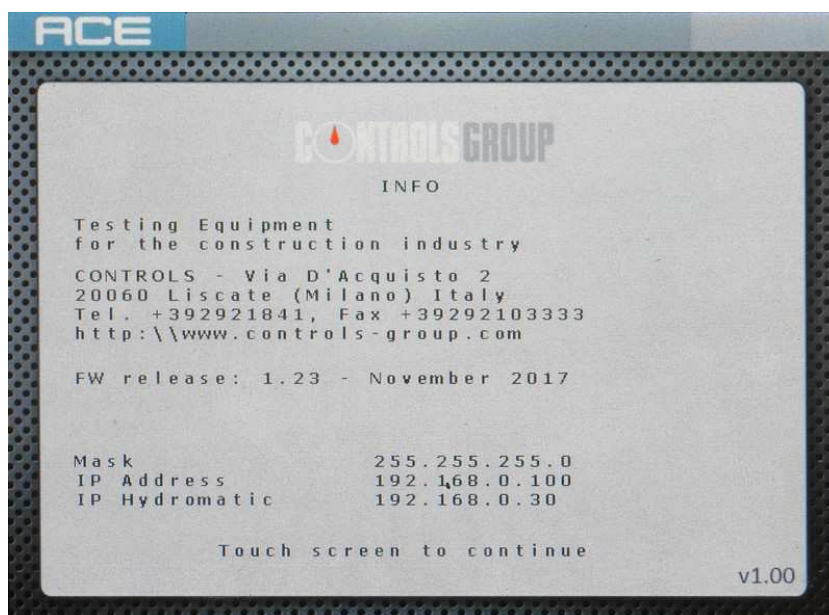 ACE
CONTROLS GROUP
INFO
Testing Equipment
for the construction industry
CONTROLS - Via D'Acquisto 2
20060 Liscate (Milano) Italy
Tel. +392921841, Fax +39292103333
http:\\www.controls-group.com
FW release: 1.23 - November 2017
Mask 255.255.255.0
IP Address 192.168.0.100
IP Hydromatic 192.168.0.30
Touch screen to continue
v1.00